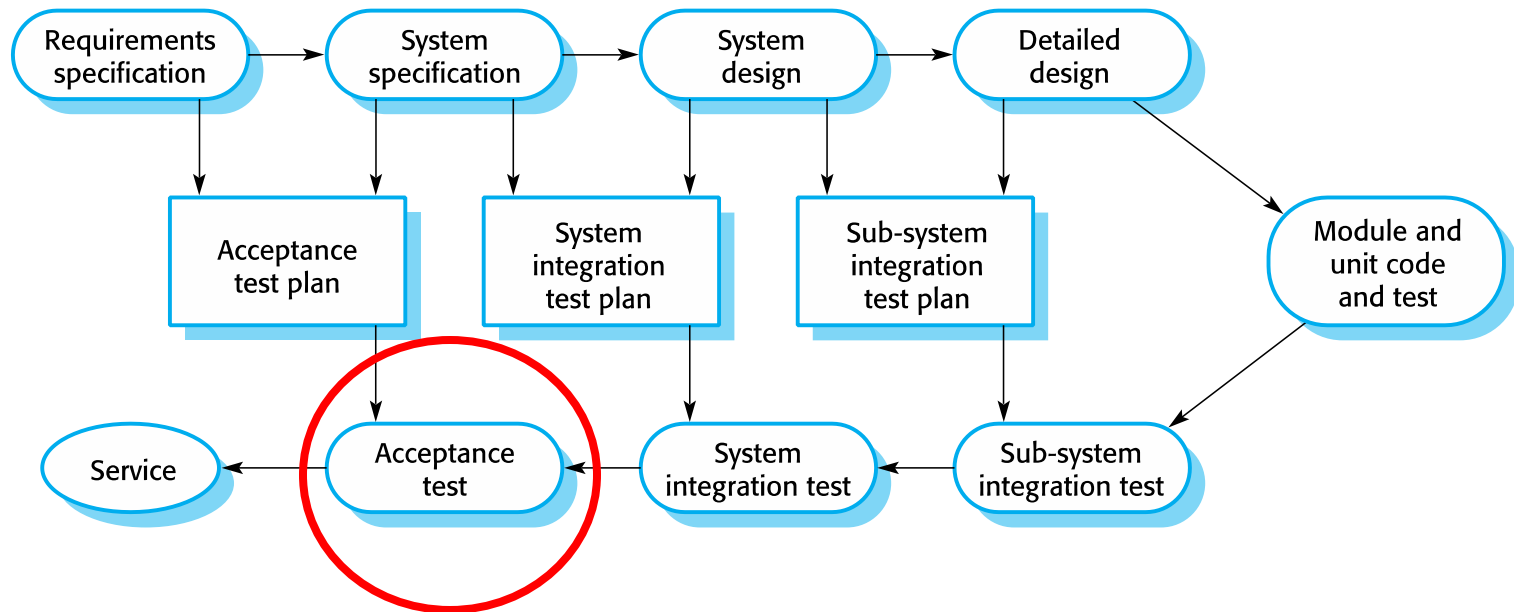 Requirements
specification
System
specification
System
design
Detailed
design
Acceptance
test plan
System
integration
test plan
Sub-system
integration
test plan
Module and
unit code
and test
Service
Acceptance
test
System
integration test
Sub-system
integration test